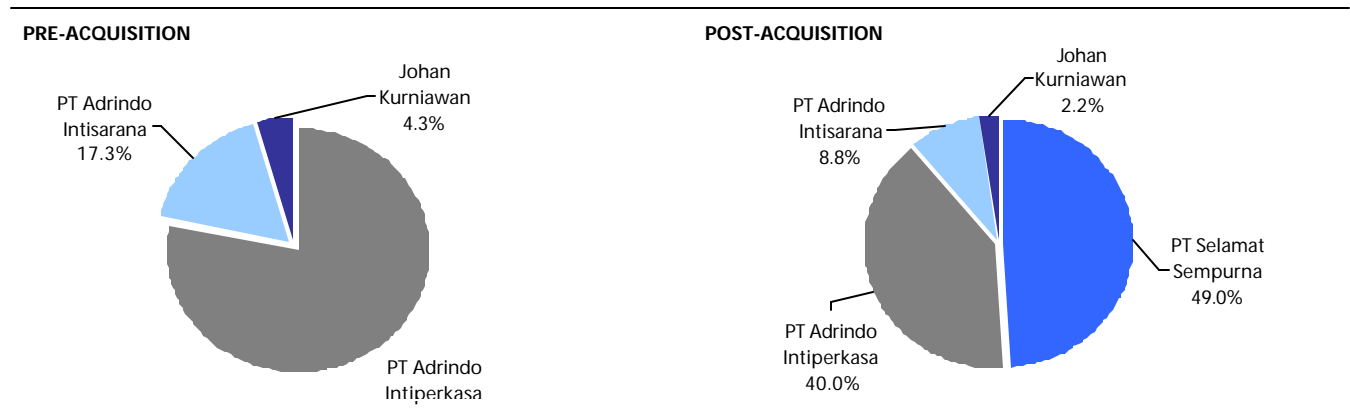 PRE-ACQUISITION
Johan
Kurniawan
4.3%
PT Adrindo
Intisarana
17.3%
PT Adrindo
Intiperkasa
POST-ACQUISITION
Johan
Kurniawan
2.2%
PT Adrindo
Intisarana
8.8%
PT Selamat
Sempurna
49.0%
PT Adrindo
Intiperkasa
40.0%